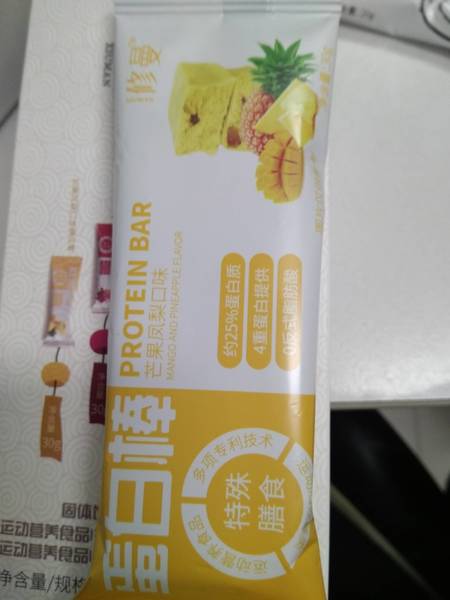 修曼
PROTEIN BAR
芒果凤梨口味
MANGO AND PINEAPPLE FLAVOR
约25%蛋白质
4重蛋白提供
0反式脂肪酸
蛋白棒
多项专利技术
特殊
膳食
运动营养食品
30g
30
固体
运动营养食品
运动营养食品
净含量/规格